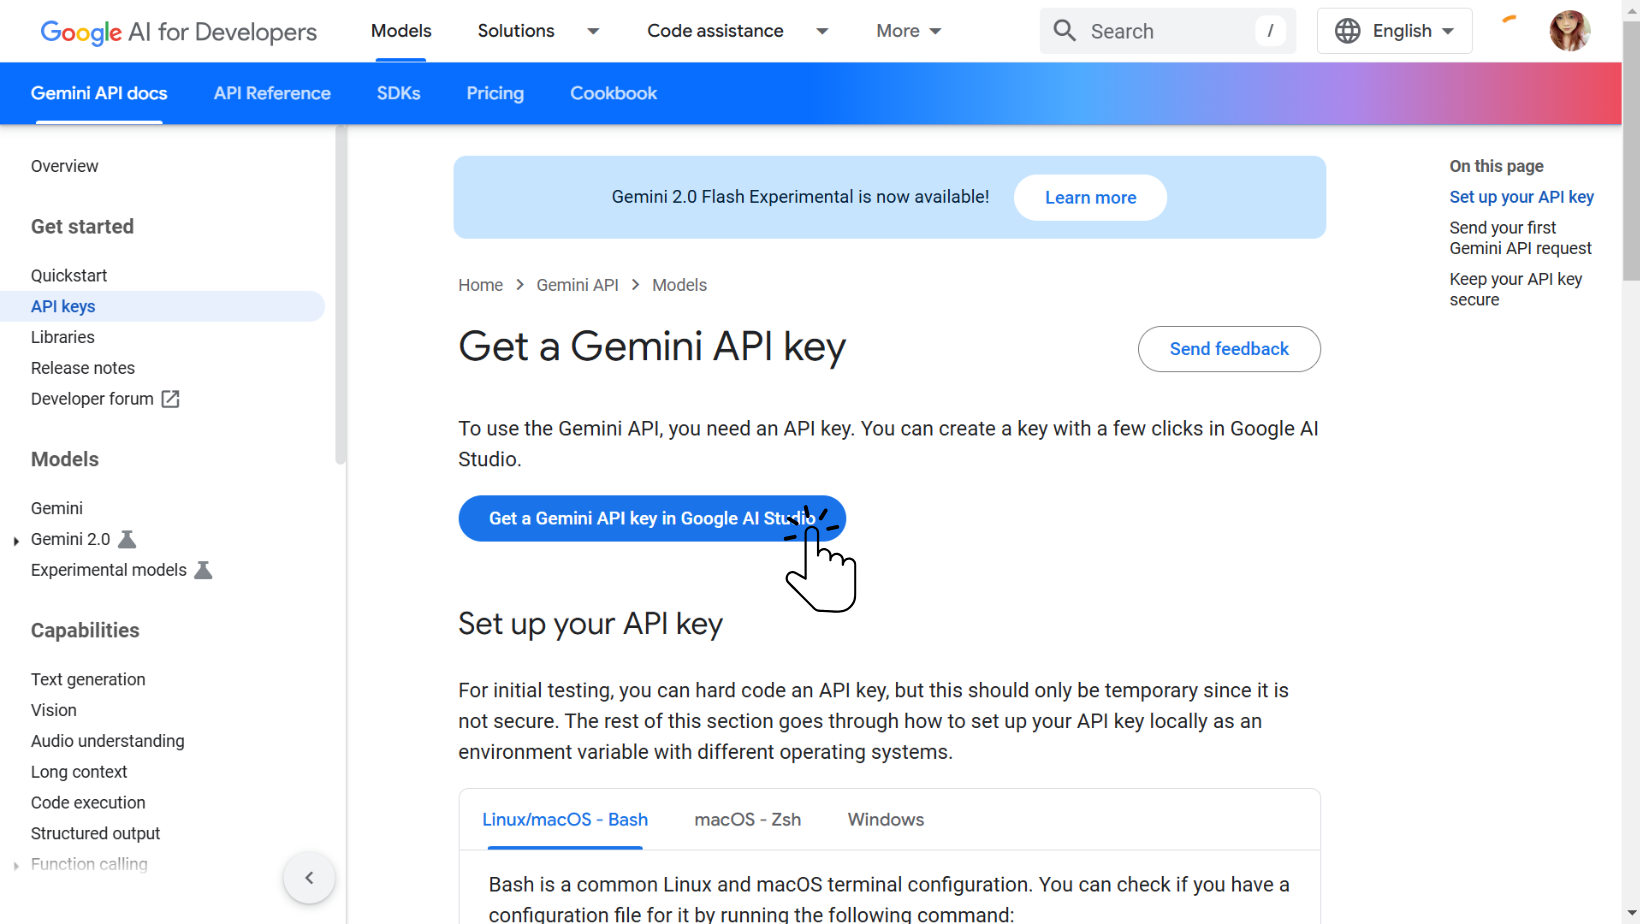 Google AI for Developers
Models
Solutions
Code assistance
More
Search
/
English
Gemini API docs
API Reference
SDKs
Pricing
Cookbook
Overview
Get started
Quickstart
API keys
Libraries
Release notes
Developer forum
Models
Gemini
Gemini 2.0
Experimental models
Capabilities
Text generation
Vision
Audio understanding
Long context
Code execution
Structured output
Function calling
Gemini 2.0 Flash Experimental is now available!
Learn more
Home > Gemini API > Models
Get a Gemini API key
Send feedback
To use the Gemini API, you need an API key. You can create a key with a few clicks in Google AI
Studio.
Get a Gemini API key in Google AI Studio
Set up your API key
For initial testing, you can hard code an API key, but this should only be temporary since it is
not secure. The rest of this section goes through how to set up your API key locally as an
environment variable with different operating systems.
Linux/macOS - Bash
macOS - Zsh
Windows
Bash is a common Linux and macOS terminal configuration. You can check if you have a
configuration file for it by running the following command:
On this page
Set up your API key
Send your first
Gemini API request
Keep your API key
secure